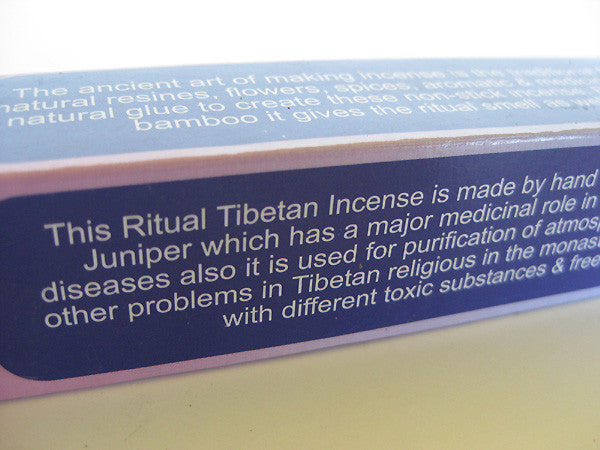 The ancient art of making incense is the
natural resines, flowers, spices, aromatic &
natural glue to create these non stick incense
bamboo it gives the ritual smell as
This Ritual Tibetan Incense is made by hand
Juniper which has a major medicinal role in
diseases also it is used for purification of atmosp
other problems in Tibetan religious in the monast
with different toxic substances & free